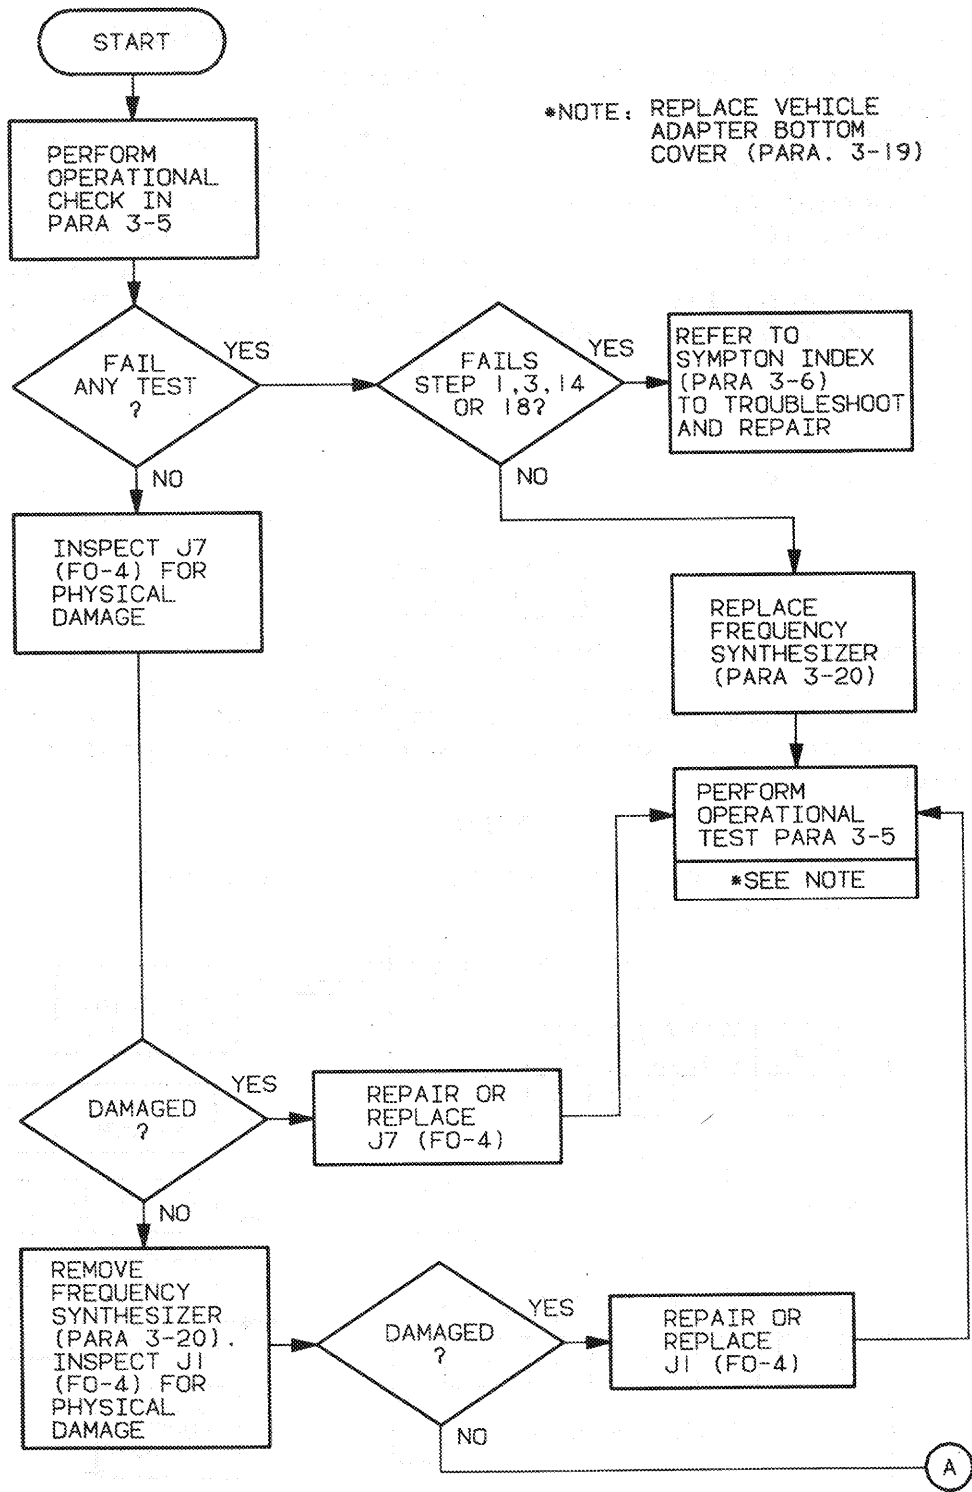 START
*NOTE: REPLACE VEHICLE
ADAPTER BOTTOM
COVER (PARA. 3-19)
PERFORM
OPERATIONAL
CHECK IN
PARA 3-5
FAIL
ANY TEST
?
YES
NO
FAILS
STEP 1,3,14
OR 18?
YES
NO
REFER TO
SYMPTON INDEX
(PARA 3-6)
TO TROUBLESHOOT
AND REPAIR
INSPECT J7
(FO-4) FOR
PHYSICAL
DAMAGE
REPLACE
FREQUENCY
SYNTHESIZER
(PARA 3-20)
PERFORM
OPERATIONAL
TEST PARA 3-5
*SEE NOTE
DAMAGED
?
YES
NO
REPAIR OR
REPLACE
J7 (FO-4)
REMOVE
FREQUENCY
SYNTHESIZER
(PARA 3-20).
INSPECT J1
(FO-4) FOR
PHYSICAL
DAMAGE
DAMAGED
?
YES
NO
REPAIR OR
REPLACE
J1 (FO-4)
A